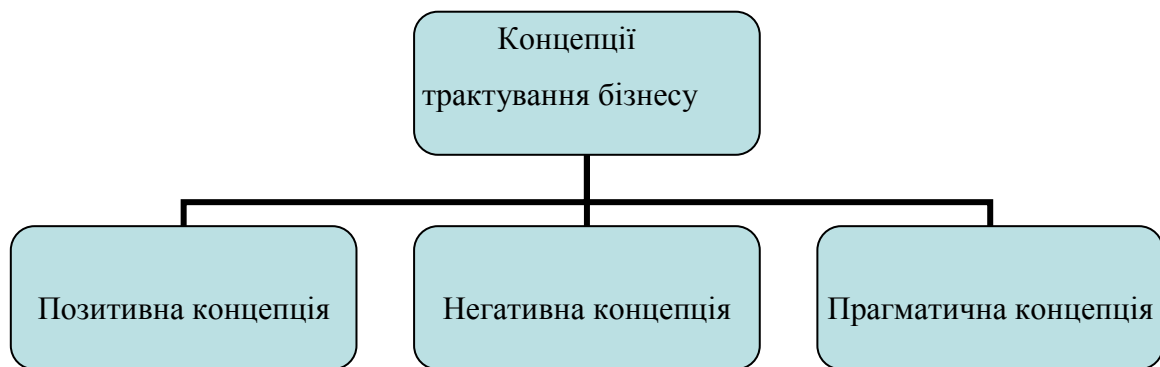 Концепції
трактування бізнесу
Позитивна концепція
Негативна концепція
Прагматична концепція